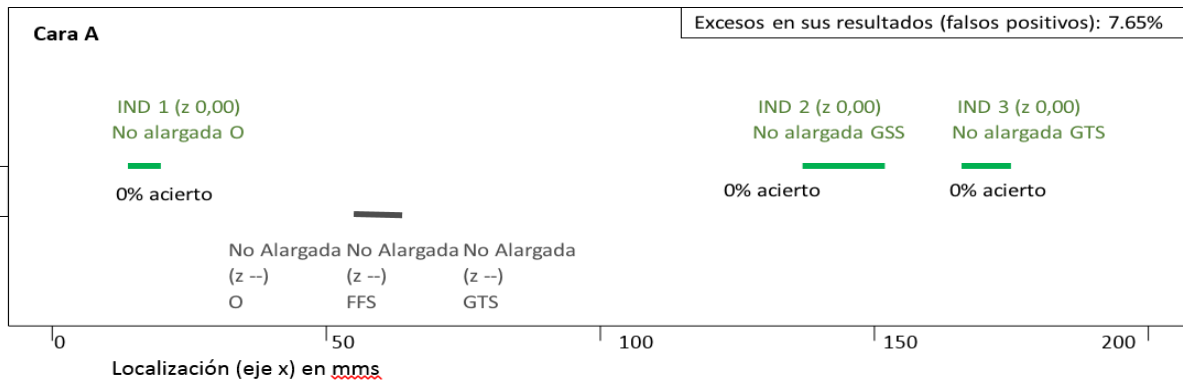 Cara A
Excesos en sus resultados (falsos positivos): 7.65%
IND 1 (z 0,00)
No alargada O
0% acierto
IND 2 (z 0,00)
No alargada GSS
0% acierto
IND 3 (z 0,00)
No alargada GTS
0% acierto
No Alargada No Alargada No Alargada
(z --) (z --) (z --)
O FFS GTS
0 50 100 150 200
Localización (eje x) en mms